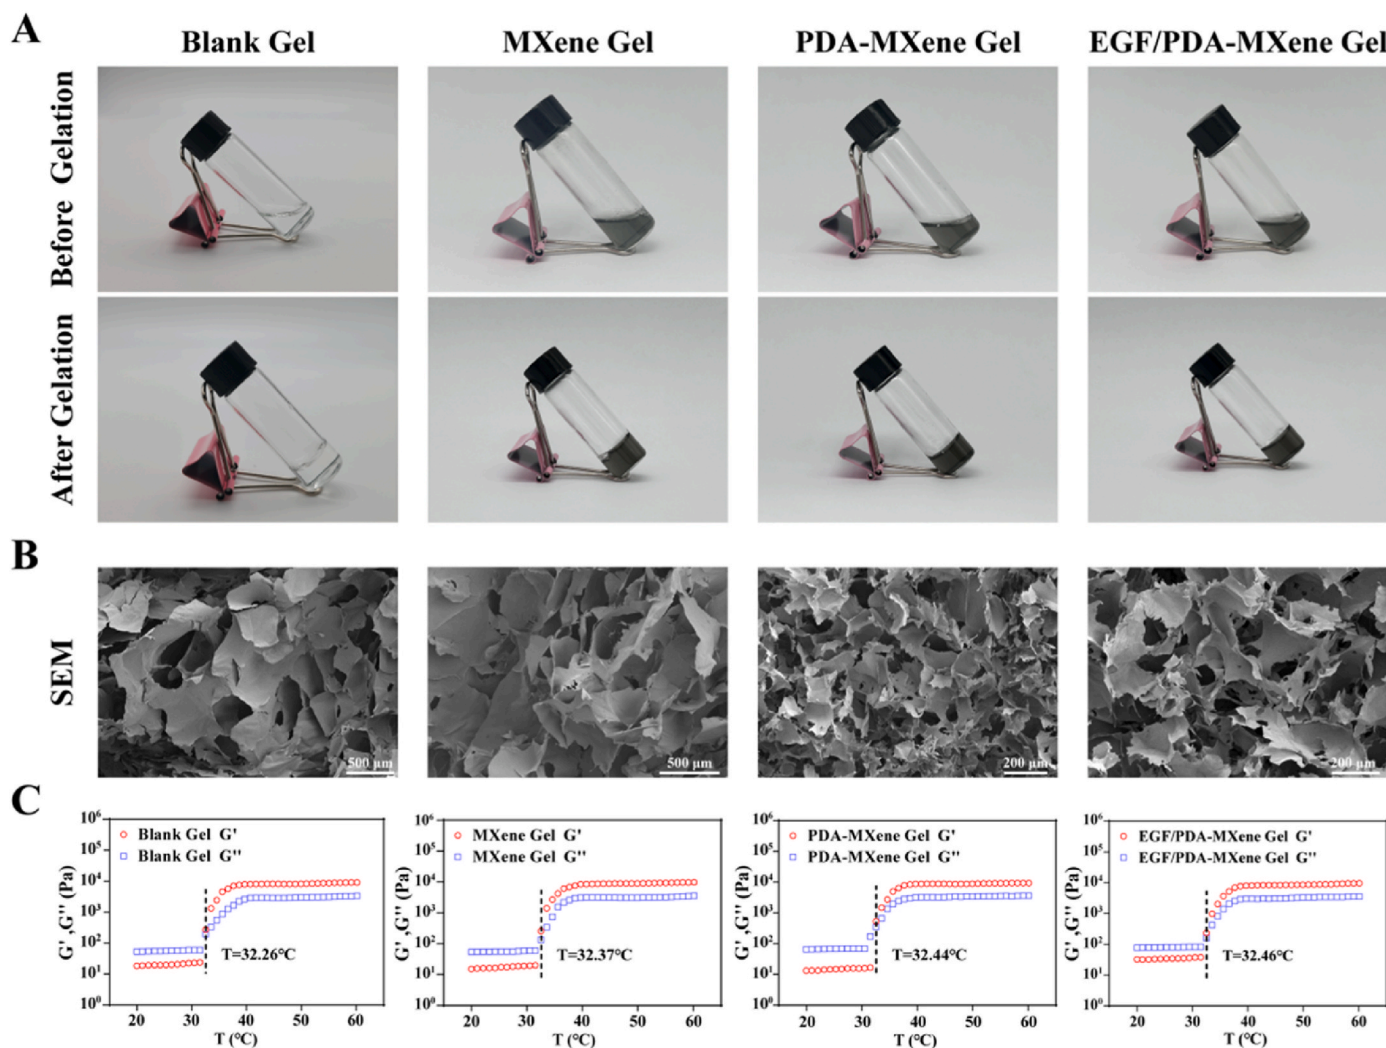 A
Blank Gel MXene Gel PDA-MXene Gel EGF/PDA-MXene Gel
Before Gelation
After Gelation
B
SEM
500 μm 500 μm 200 μm 200 μm
C
G',G'' (Pa)
10⁶
10⁵
10⁴
10³
10²
10¹
10⁰
Blank Gel G'
Blank Gel G''
T=32.26°C
20 30 40 50 60
T (°C)
G',G'' (Pa)
10⁶
10⁵
10⁴
10³
10²
10¹
10⁰
MXene Gel G'
MXene Gel G''
T=32.37°C
20 30 40 50 60
T (°C)
G',G'' (Pa)
10⁶
10⁵
10⁴
10³
10²
10¹
10⁰
PDA-MXene Gel G'
PDA-MXene Gel G''
T=32.44°C
20 30 40 50 60
T (°C)
G',G'' (Pa)
10⁶
10⁵
10⁴
10³
10²
10¹
10⁰
EGF/PDA-MXene Gel G'
EGF/PDA-MXene Gel G''
T=32.46°C
20 30 40 50 60
T (°C)